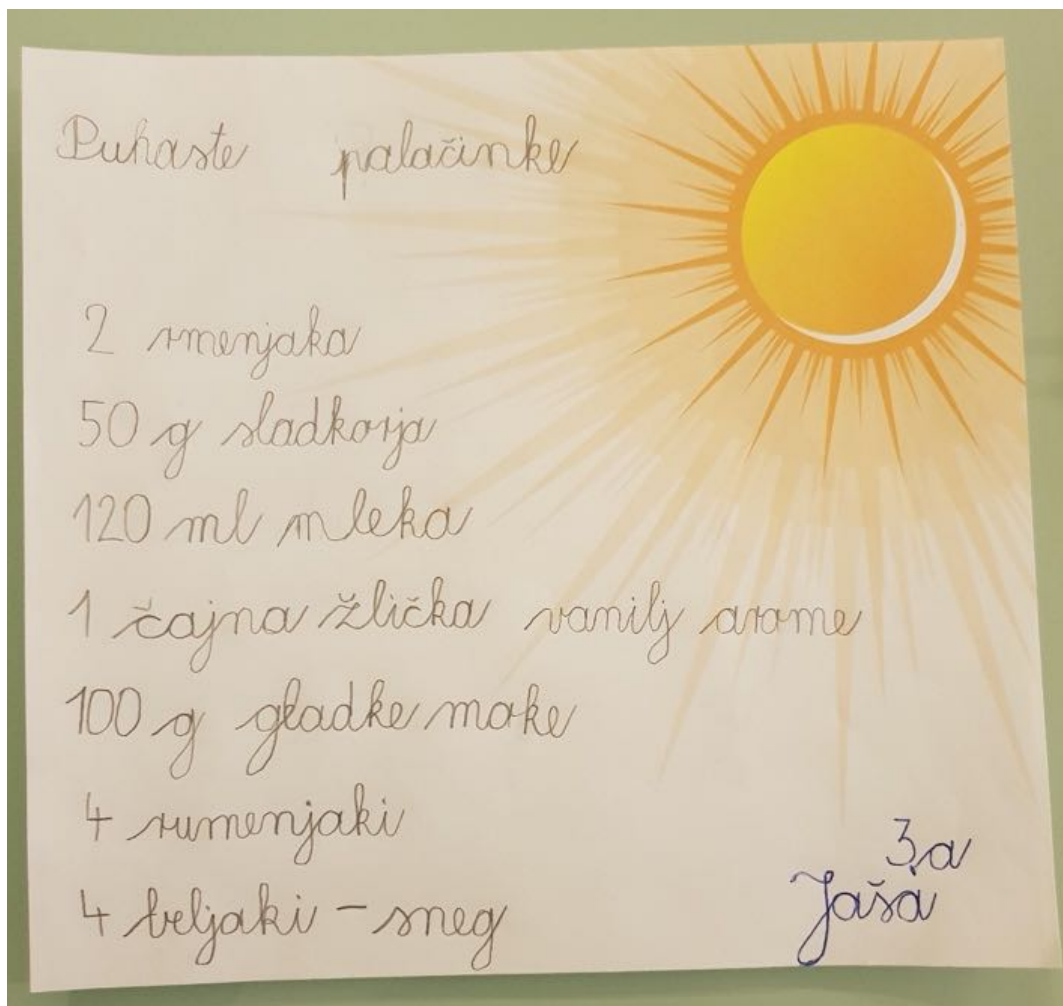 Puhaste palačinke
2 rmenjaka
50 g sladkorja
120 ml mleka
1 čajna žlička vanilj arome
100 g gladke moke
4 rumenjaki
4 beljaki - sneg
3.a
Jaša